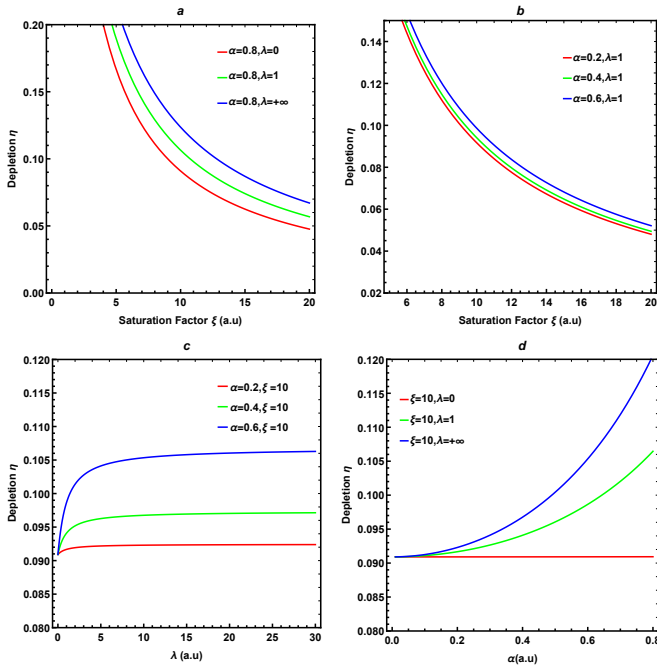 a
α=0.8,λ=0
α=0.8,λ=1
α=0.8,λ=+∞
Depletion η
0.20
0.15
0.10
0.05
0.00
0 5 10 15 20
Saturation Factor ξ (a.u)
b
α=0.2,λ=1
α=0.4,λ=1
α=0.6,λ=1
Depletion η
0.14
0.12
0.10
0.08
0.06
0.04
0.02
6 8 10 12 14 16 18 20
Saturation Factor ξ (a.u)
c
α=0.2,ξ =10
α=0.4,ξ =10
α=0.6,ξ =10
Depletion η
0.120
0.115
0.110
0.105
0.100
0.095
0.090
0.085
0.080
0 5 10 15 20 25 30
λ (a.u)
d
ξ=10,λ=0
ξ=10,λ=1
ξ=10,λ=+∞
Depletion η
0.120
0.115
0.110
0.105
0.100
0.095
0.090
0.085
0.080
0.0 0.2 0.4 0.6 0.8
α(a.u)